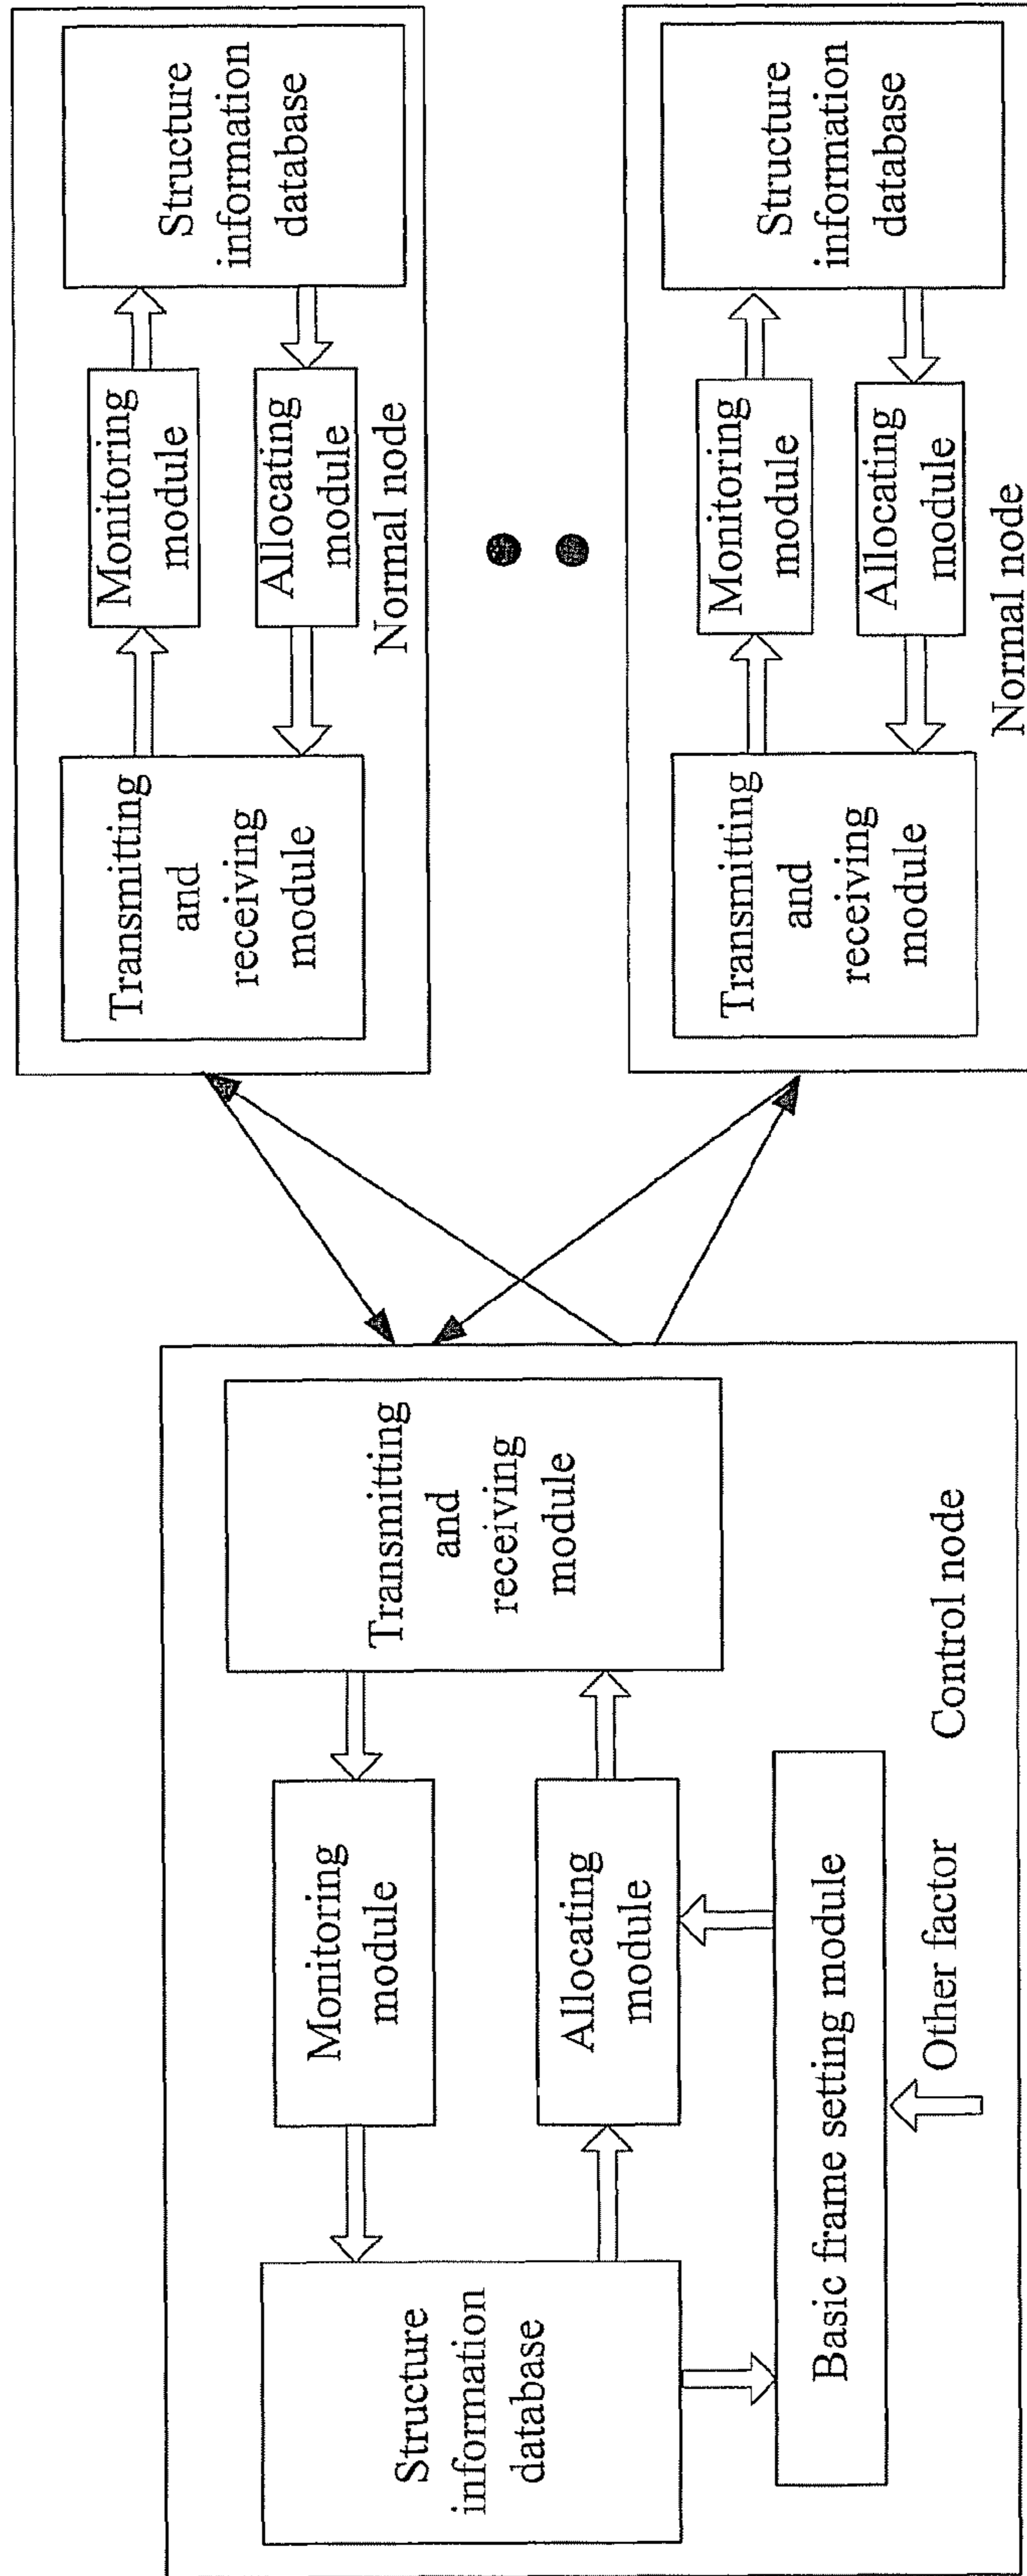 Structure
information
database
Monitoring
module
Allocating
module
Transmitting
and
receiving
module
Basic frame setting module
Other factor
Control node
Transmitting
and
receiving
module
Monitoring
module
Allocating
module
Structure
information
database
Normal node
Transmitting
and
receiving
module
Monitoring
module
Allocating
module
Structure
information
database
Normal node